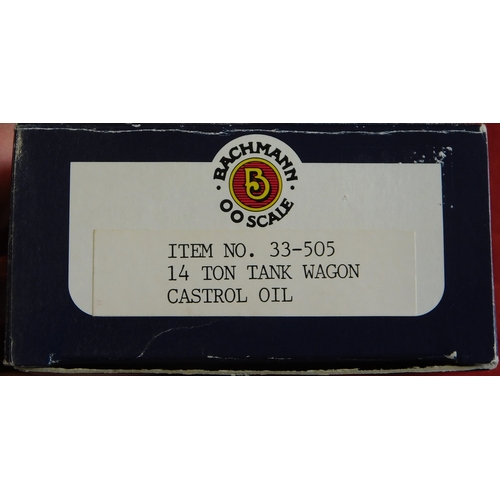 BACHMANN
B
OO SCALE
ITEM NO. 33-505
14 TON TANK WAGON
CASTROL OIL